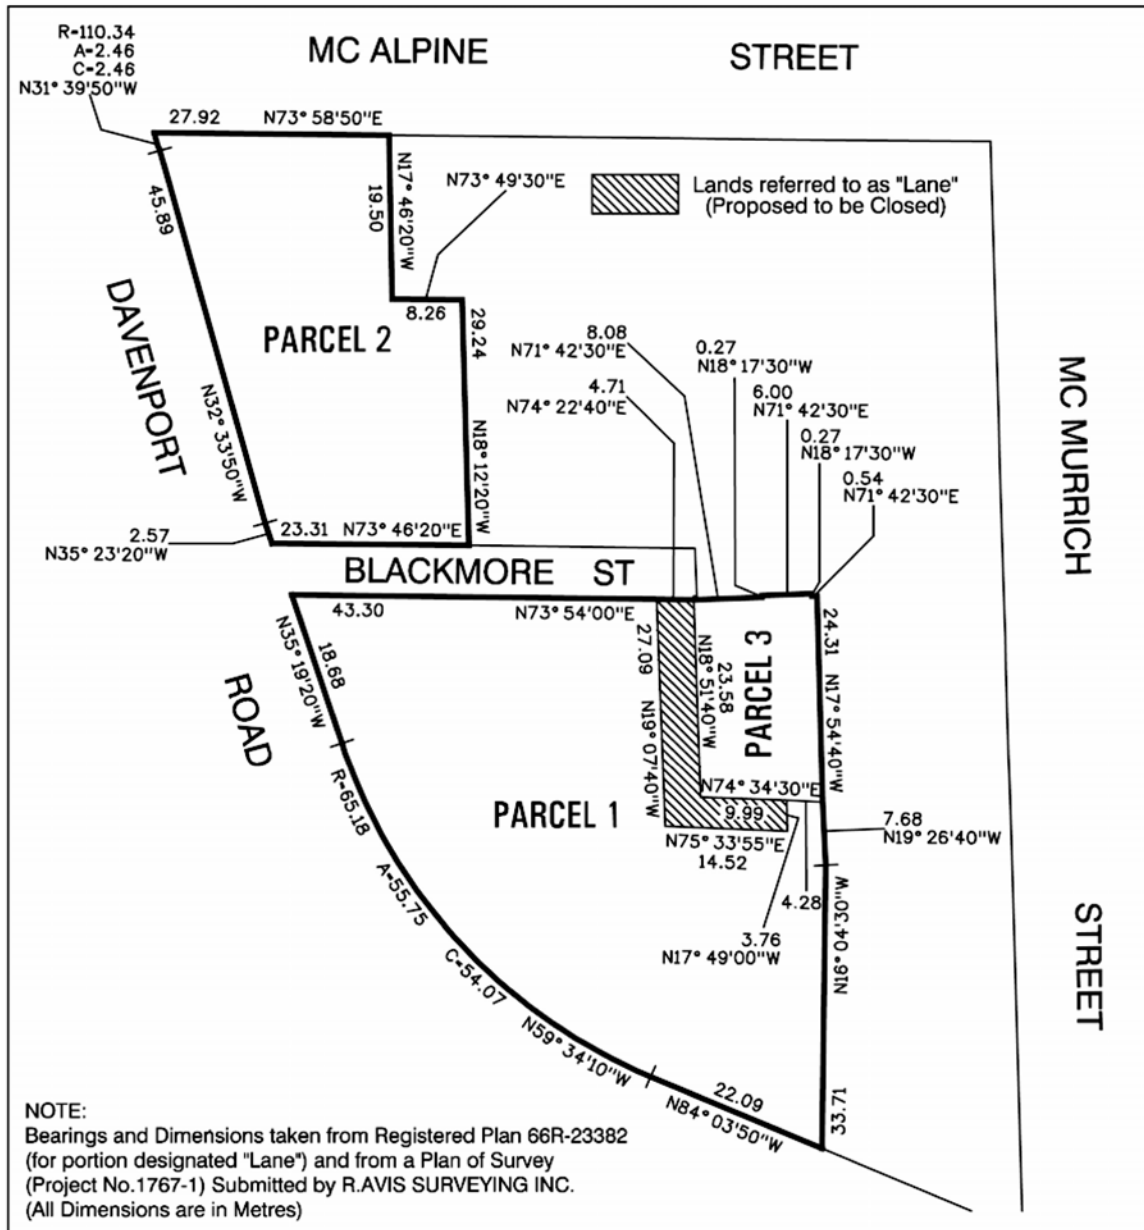 R=110.34
A=2.46
C=2.46
N31° 39'50"W
MC ALPINE STREET
27.92 N73° 58'50"E
N17° 46'20"W
19.50
N73° 49'30"E
Lands referred to as "Lane"
(Proposed to be Closed)
45.89
8.26
29.24
PARCEL 2
DAVENPORT
N32° 33'50"W
N18° 12'20"W
8.08
N71° 42'30"E
4.71
N74° 22'40"E
0.27
N18° 17'30"W
6.00
N71° 42'30"E
0.27
N18° 17'30"W
0.54
N71° 42'30"E
MC MURRICH
2.57
N35° 23'20"W
23.31 N73° 46'20"E
BLACKMORE ST
43.30 N73° 54'00"E
N35° 19'20"W
18.68
27.09
N19° 07'40"W
N18° 51'40"W
23.58
PARCEL 3
24.31
N17° 54'40"W
ROAD
N74° 34'30"E
R=65.18
PARCEL 1
9.99
N75° 33'55"E
14.52
7.68
N19° 26'40"W
A=55.75
4.28
3.76
N17° 49'00"W
N16° 04'30"W
STREET
C=54.07
N59° 34'10"W
22.09
N84° 03'50"W
33.71
NOTE:
Bearings and Dimensions taken from Registered Plan 66R-23382
(for portion designated "Lane") and from a Plan of Survey
(Project No.1767-1) Submitted by R.AVIS SURVEYING INC.
(All Dimensions are in Metres)